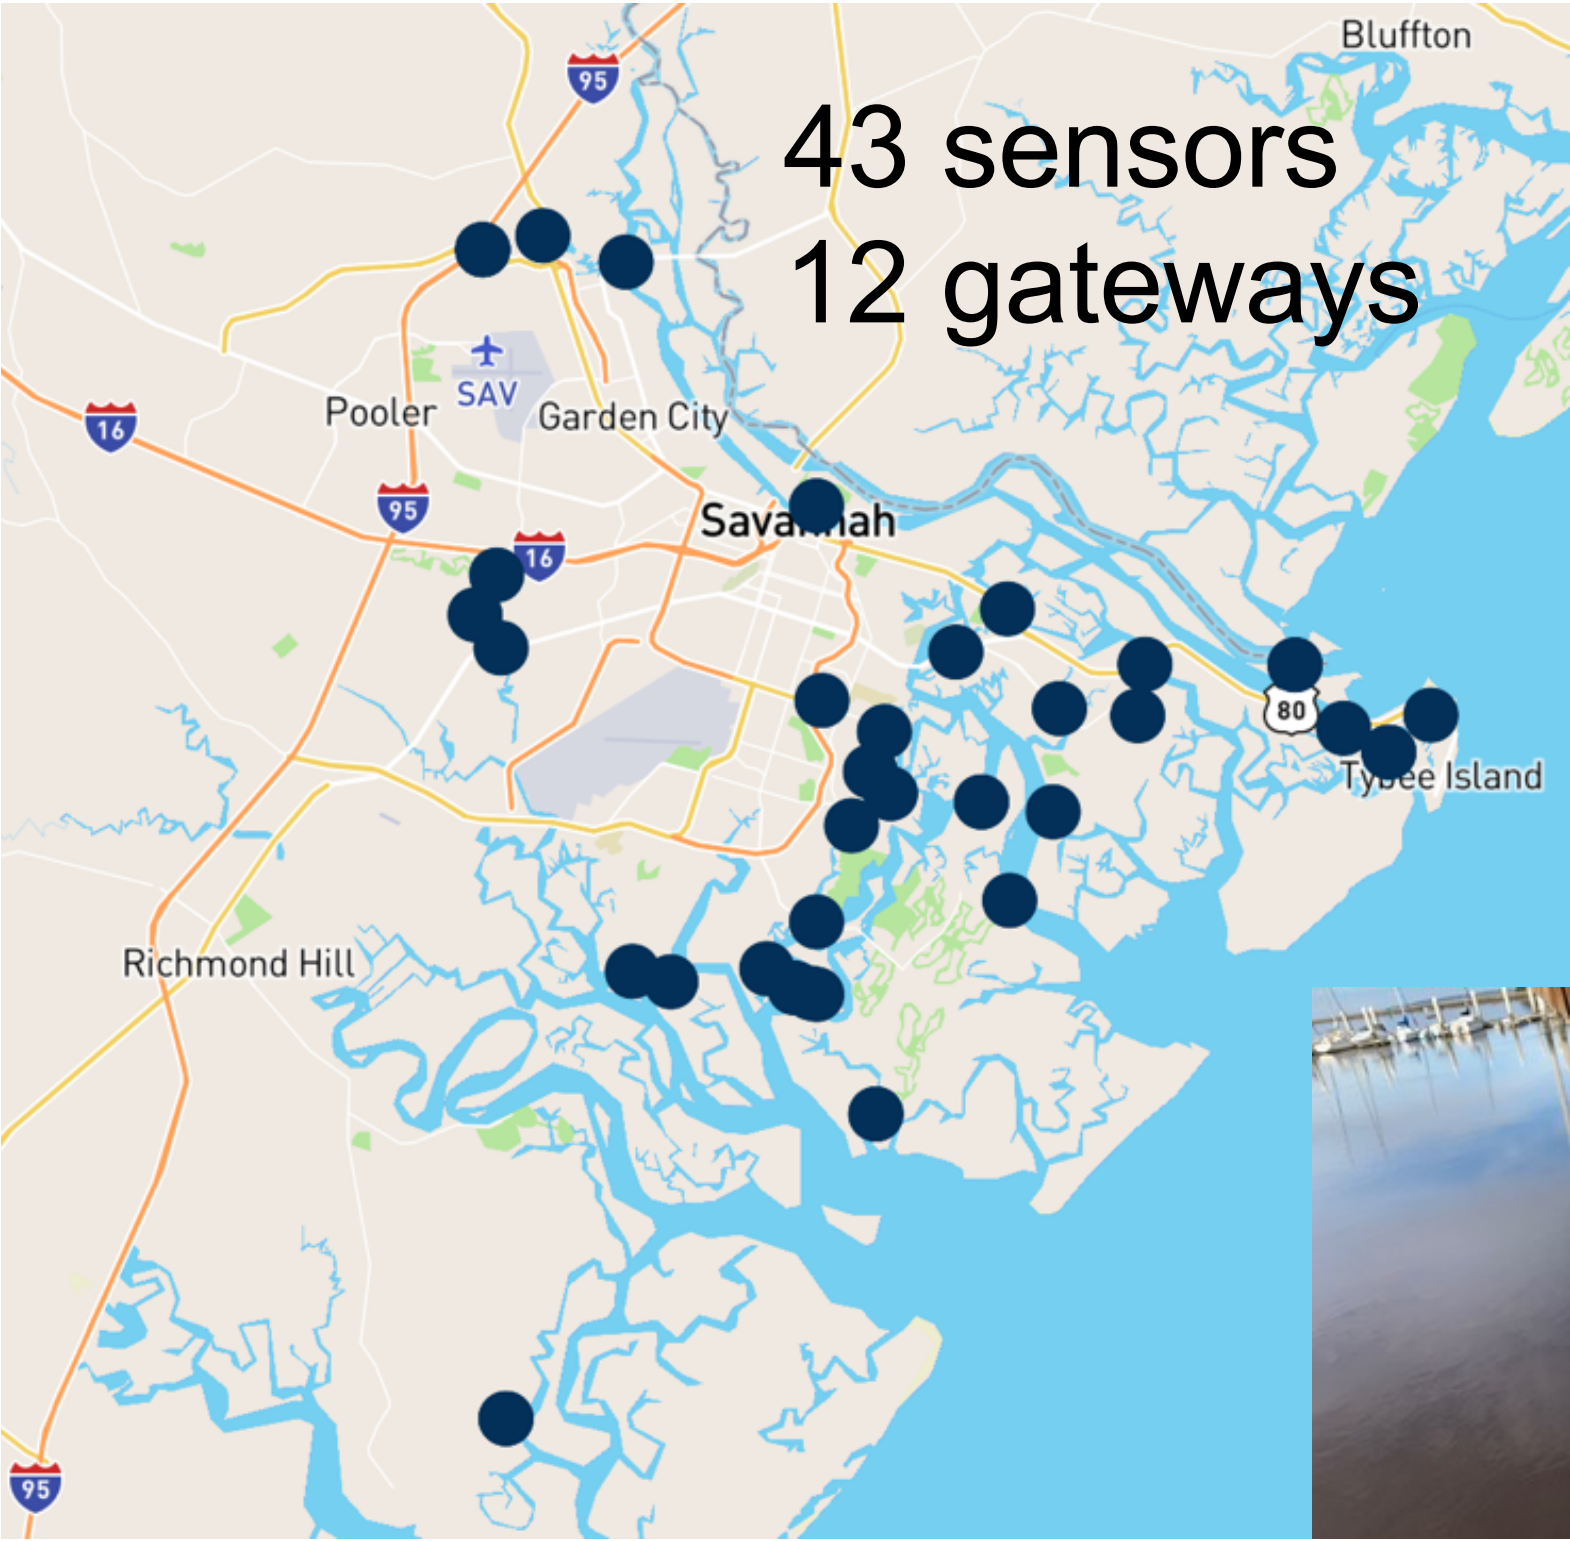 Bluffton
95
43 sensors
12 gateways
SAV
Pooler
Garden City
16
95
Savannah
16
80
Tybee Island
Richmond Hill
95